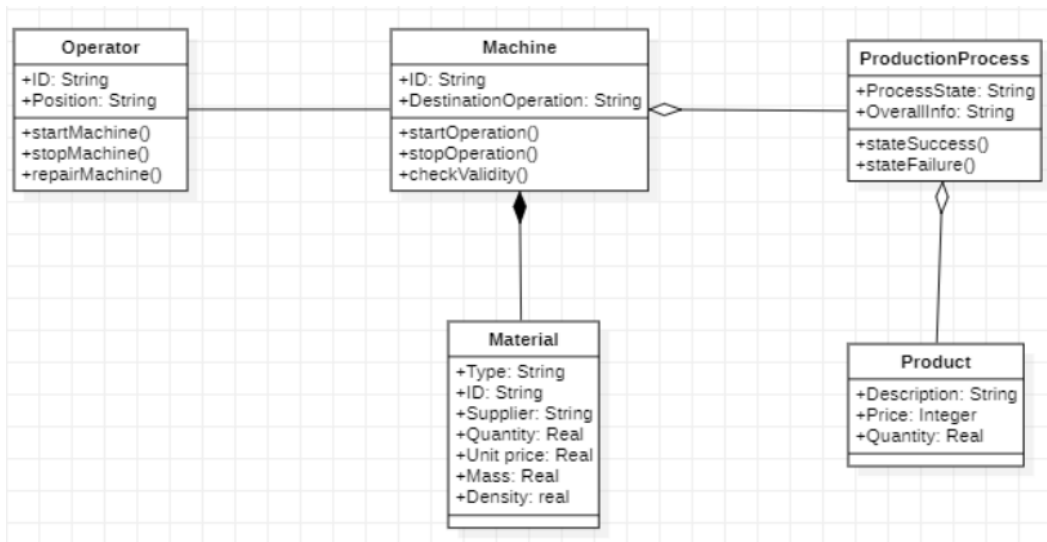 Operator
+ID: String
+Position: String
+startMachine()
+stopMachine()
+repairMachine()
Machine
+ID: String
+DestinationOperation: String
+startOperation()
+stopOperation()
+checkValidity()
ProductionProcess
+ProcessState: String
+OverallInfo: String
+stateSuccess()
+stateFailure()
Material
+Type: String
+ID: String
+Supplier: String
+Quantity: Real
+Unit price: Real
+Mass: Real
+Density: real
Product
+Description: String
+Price: Integer
+Quantity: Real